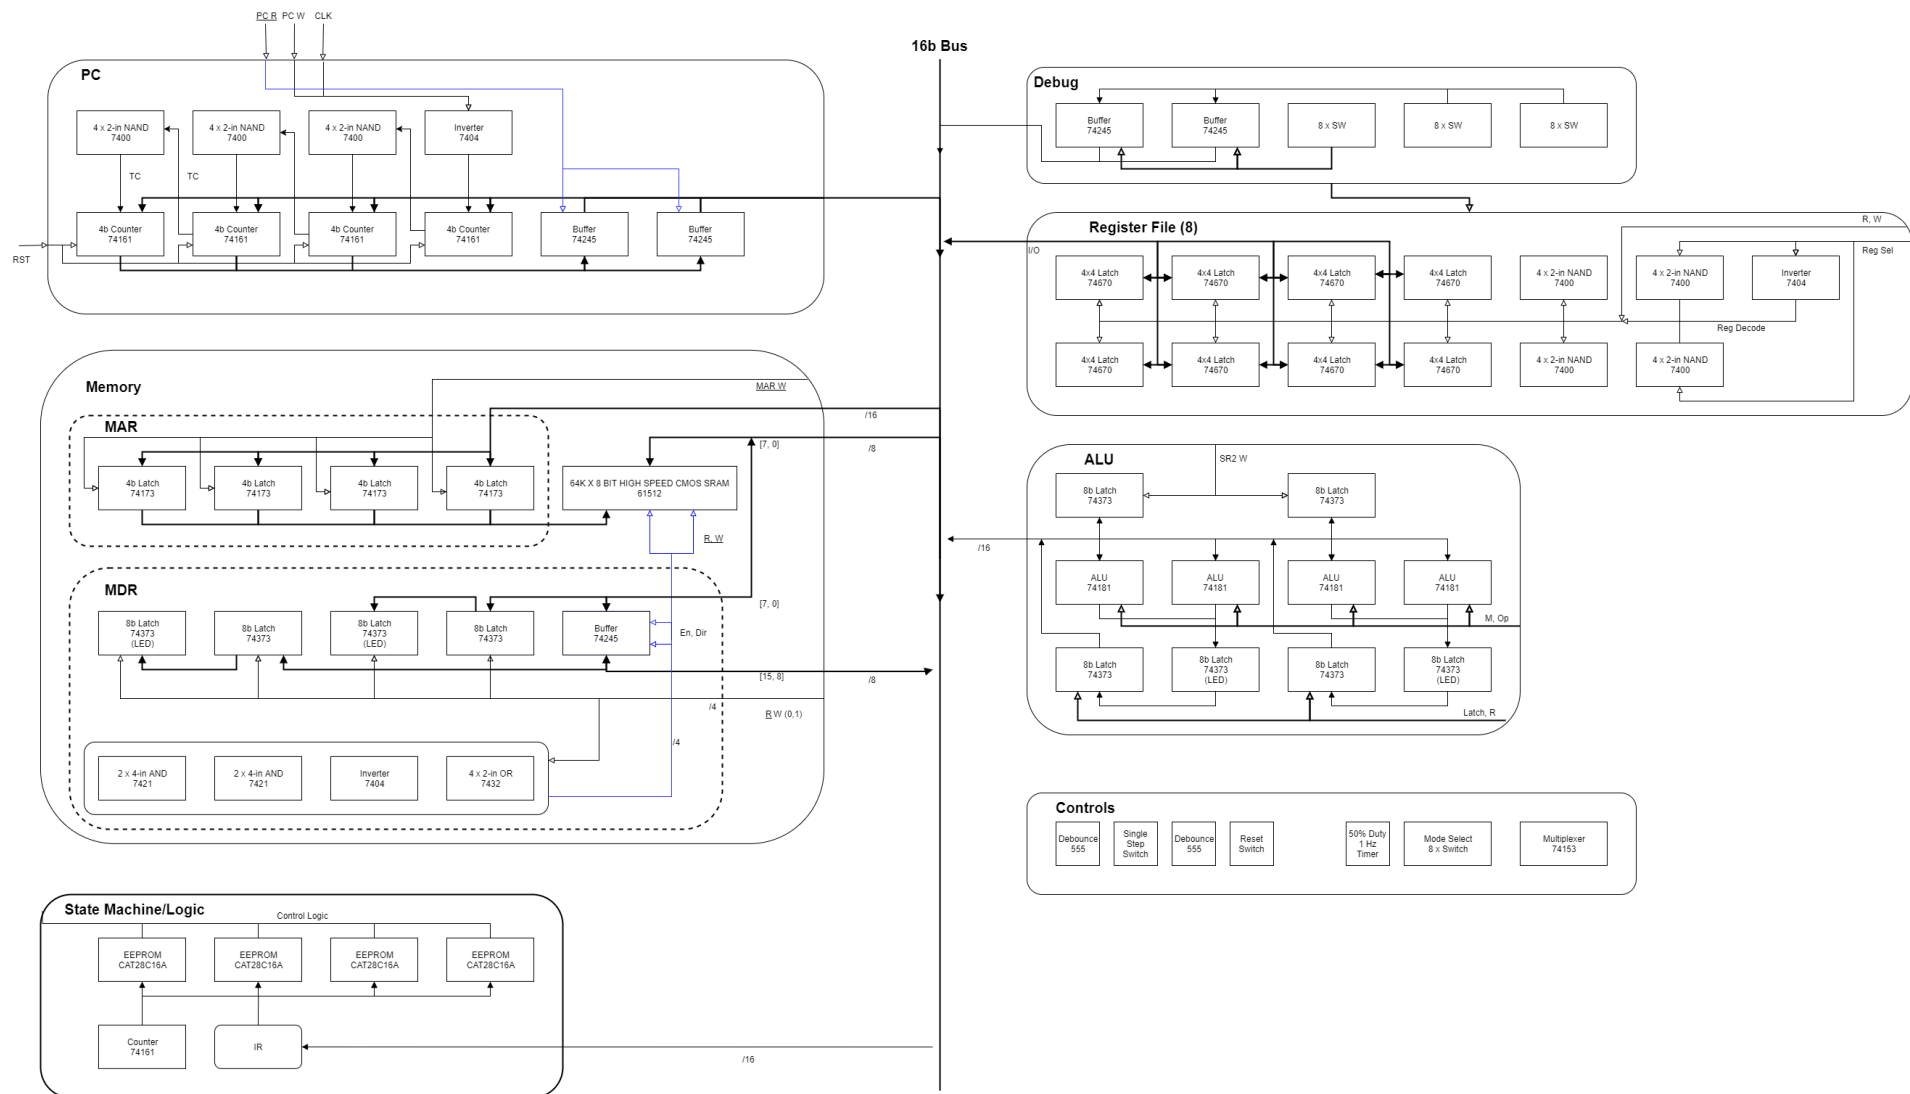 PC R PC W CLK
PC
4 x 2-in NAND
7400
4 x 2-in NAND
7400
4 x 2-in NAND
7400
Inverter
7404
TC
TC
4b Counter
74161
4b Counter
74161
4b Counter
74161
4b Counter
74161
Buffer
74245
Buffer
74245
RST
16b Bus
Debug
Buffer
74245
Buffer
74245
8 x SW
8 x SW
8 x SW
Register File (8)
R, W
I/O
Reg Sel
4x4 Latch
74670
4x4 Latch
74670
4x4 Latch
74670
4x4 Latch
74670
4 x 2-in NAND
7400
4 x 2-in NAND
7400
Inverter
7404
Reg Decode
4x4 Latch
74670
4x4 Latch
74670
4x4 Latch
74670
4x4 Latch
74670
4 x 2-in NAND
7400
4 x 2-in NAND
7400
Memory
MAR W
MAR
/16
[7, 0]
/8
4b Latch
74173
4b Latch
74173
4b Latch
74173
4b Latch
74173
64K X 8 BIT HIGH SPEED CMOS SRAM
61512
R, W
MDR
[7, 0]
8b Latch
74373
(LED)
8b Latch
74373
8b Latch
74373
(LED)
8b Latch
74373
Buffer
74245
En, Dir
[15, 8]
/8
/4
R W (0,1)
/4
2 x 4-in AND
7421
2 x 4-in AND
7421
Inverter
7404
4 x 2-in OR
7432
ALU
SR2 W
8b Latch
74373
8b Latch
74373
/16
ALU
74181
ALU
74181
ALU
74181
ALU
74181
M, Op
8b Latch
74373
8b Latch
74373
(LED)
8b Latch
74373
8b Latch
74373
(LED)
Latch, R
Controls
Debounce
555
Single
Step
Switch
Debounce
555
Reset
Switch
50% Duty
1 Hz
Timer
Mode Select
8 x Switch
Multiplexer
74153
State Machine/Logic
Control Logic
EEPROM
CAT28C16A
EEPROM
CAT28C16A
EEPROM
CAT28C16A
EEPROM
CAT28C16A
Counter
74161
IR
/16